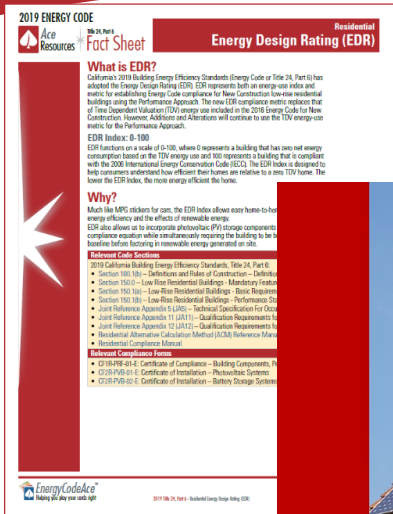 2019 ENERGY CODE
Ace
Resources
Title 24, Part 6
Fact Sheet
Residential
Energy Design Rating (EDR)
What is EDR?
California's 2019 Building Energy Efficiency Standards (Energy Code or Title 24, Part 6) has
adopted the Energy Design Rating (EDR). EDR represents both an energy-use index and
metric for establishing Energy Code compliance for New Construction low-rise residential
buildings using the Performance Approach. The new EDR compliance metric replaces that
of Time Dependent Valuation (TDV) energy use included in the 2016 Energy Code for New
Construction. However, Additions and Alterations will continue to use the TDV energy-use
metric for the Performance Approach.
EDR Index: 0-100
EDR functions on a scale of 0-100, where 0 represents a building that has zero net energy
consumption based on the TDV energy use and 100 represents a building that is compliant
with the 2006 International Energy Conservation Code (IECC). The EDR Index is designed to
help consumers understand how efficient their homes are relative to a zero TDV home. The
lower the EDR Index, the more energy efficient the home.
Why?
Much like MPG stickers for cars, the EDR Index allows easy home-to-hor
energy efficiency and the effects of renewable energy.
EDR also allows us to incorporate photovoltaic (PV) storage components
compliance equation while simultaneously requiring the building to be b
baseline before factoring in renewable energy generated on site.
Relevant Code Sections
2019 California Building Energy Efficiency Standards, Title 24, Part 6:
• Section 100.1(b) – Definitions and Rules of Construction – Definitio
• Section 150.0 – Low Rise Residential Buildings - Mandatory Featur
• Section 150.1(a) – Low-Rise Residential Buildings - Basic Requirem
• Section 150.1(b) – Low-Rise Residential Buildings - Performance Sta
• Joint Reference Appendix 5 (JA5) – Technical Specification For Occu
• Joint Reference Appendix 11 (JA11) – Qualification Requirements fo
• Joint Reference Appendix 12 (JA12) – Qualification Requirements fo
• Residential Alternative Calculation Method (ACM) Reference Manu
• Residential Compliance Manual
Relevant Compliance Forms
• CF1R-PRF-01-E: Certificate of Compliance – Building Components, Pe
• CF2R-PVB-01-E: Certificate of Installation – Photovoltaic Systems
• CF2R-PVB-02-E: Certificate of Installation – Battery Storage Systems
EnergyCodeAce™
Helping you play your cards right
2019 Title 24, Part 6 - Residential Energy Design Rating (EDR)